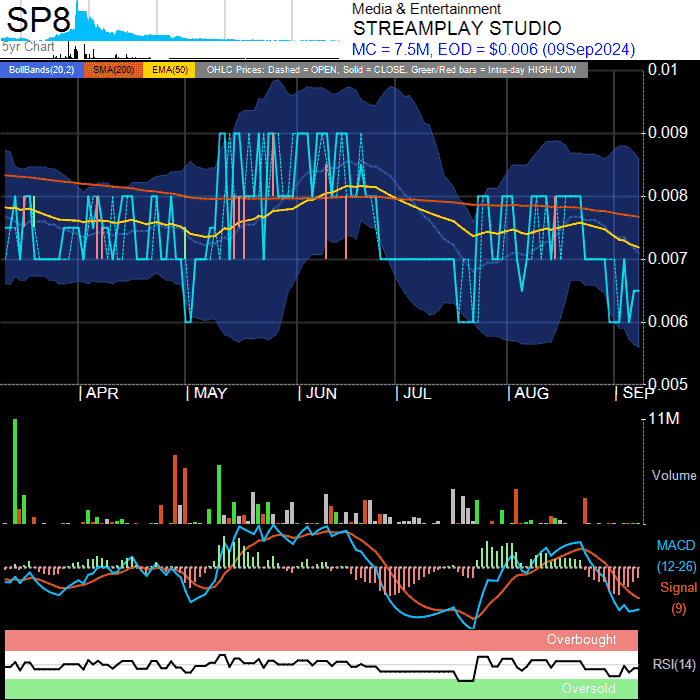 SP8
5yr Chart
Media & Entertainment
STREAMPLAY STUDIO
MC = 7.5M, EOD = $0.006 (09Sep2024)
BollBands(20,2) SMA(200) EMA(50) OHLC Prices: Dashed = OPEN, Solid = CLOSE, Green/Red bars = Intra-day HIGH/LOW
0.01
0.009
0.008
0.007
0.006
0.005
APR MAY JUN JUL AUG SEP
11M
Volume
MACD
(12-26)
Signal
(9)
Overbought
RSI(14)
Oversold